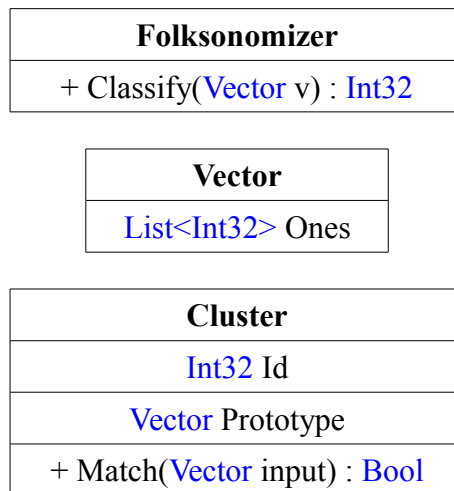 Folksonomizer
+ Classify(Vector v) : Int32
Vector
List<Int32> Ones
Cluster
Int32 Id
Vector Prototype
+ Match(Vector input) : Bool